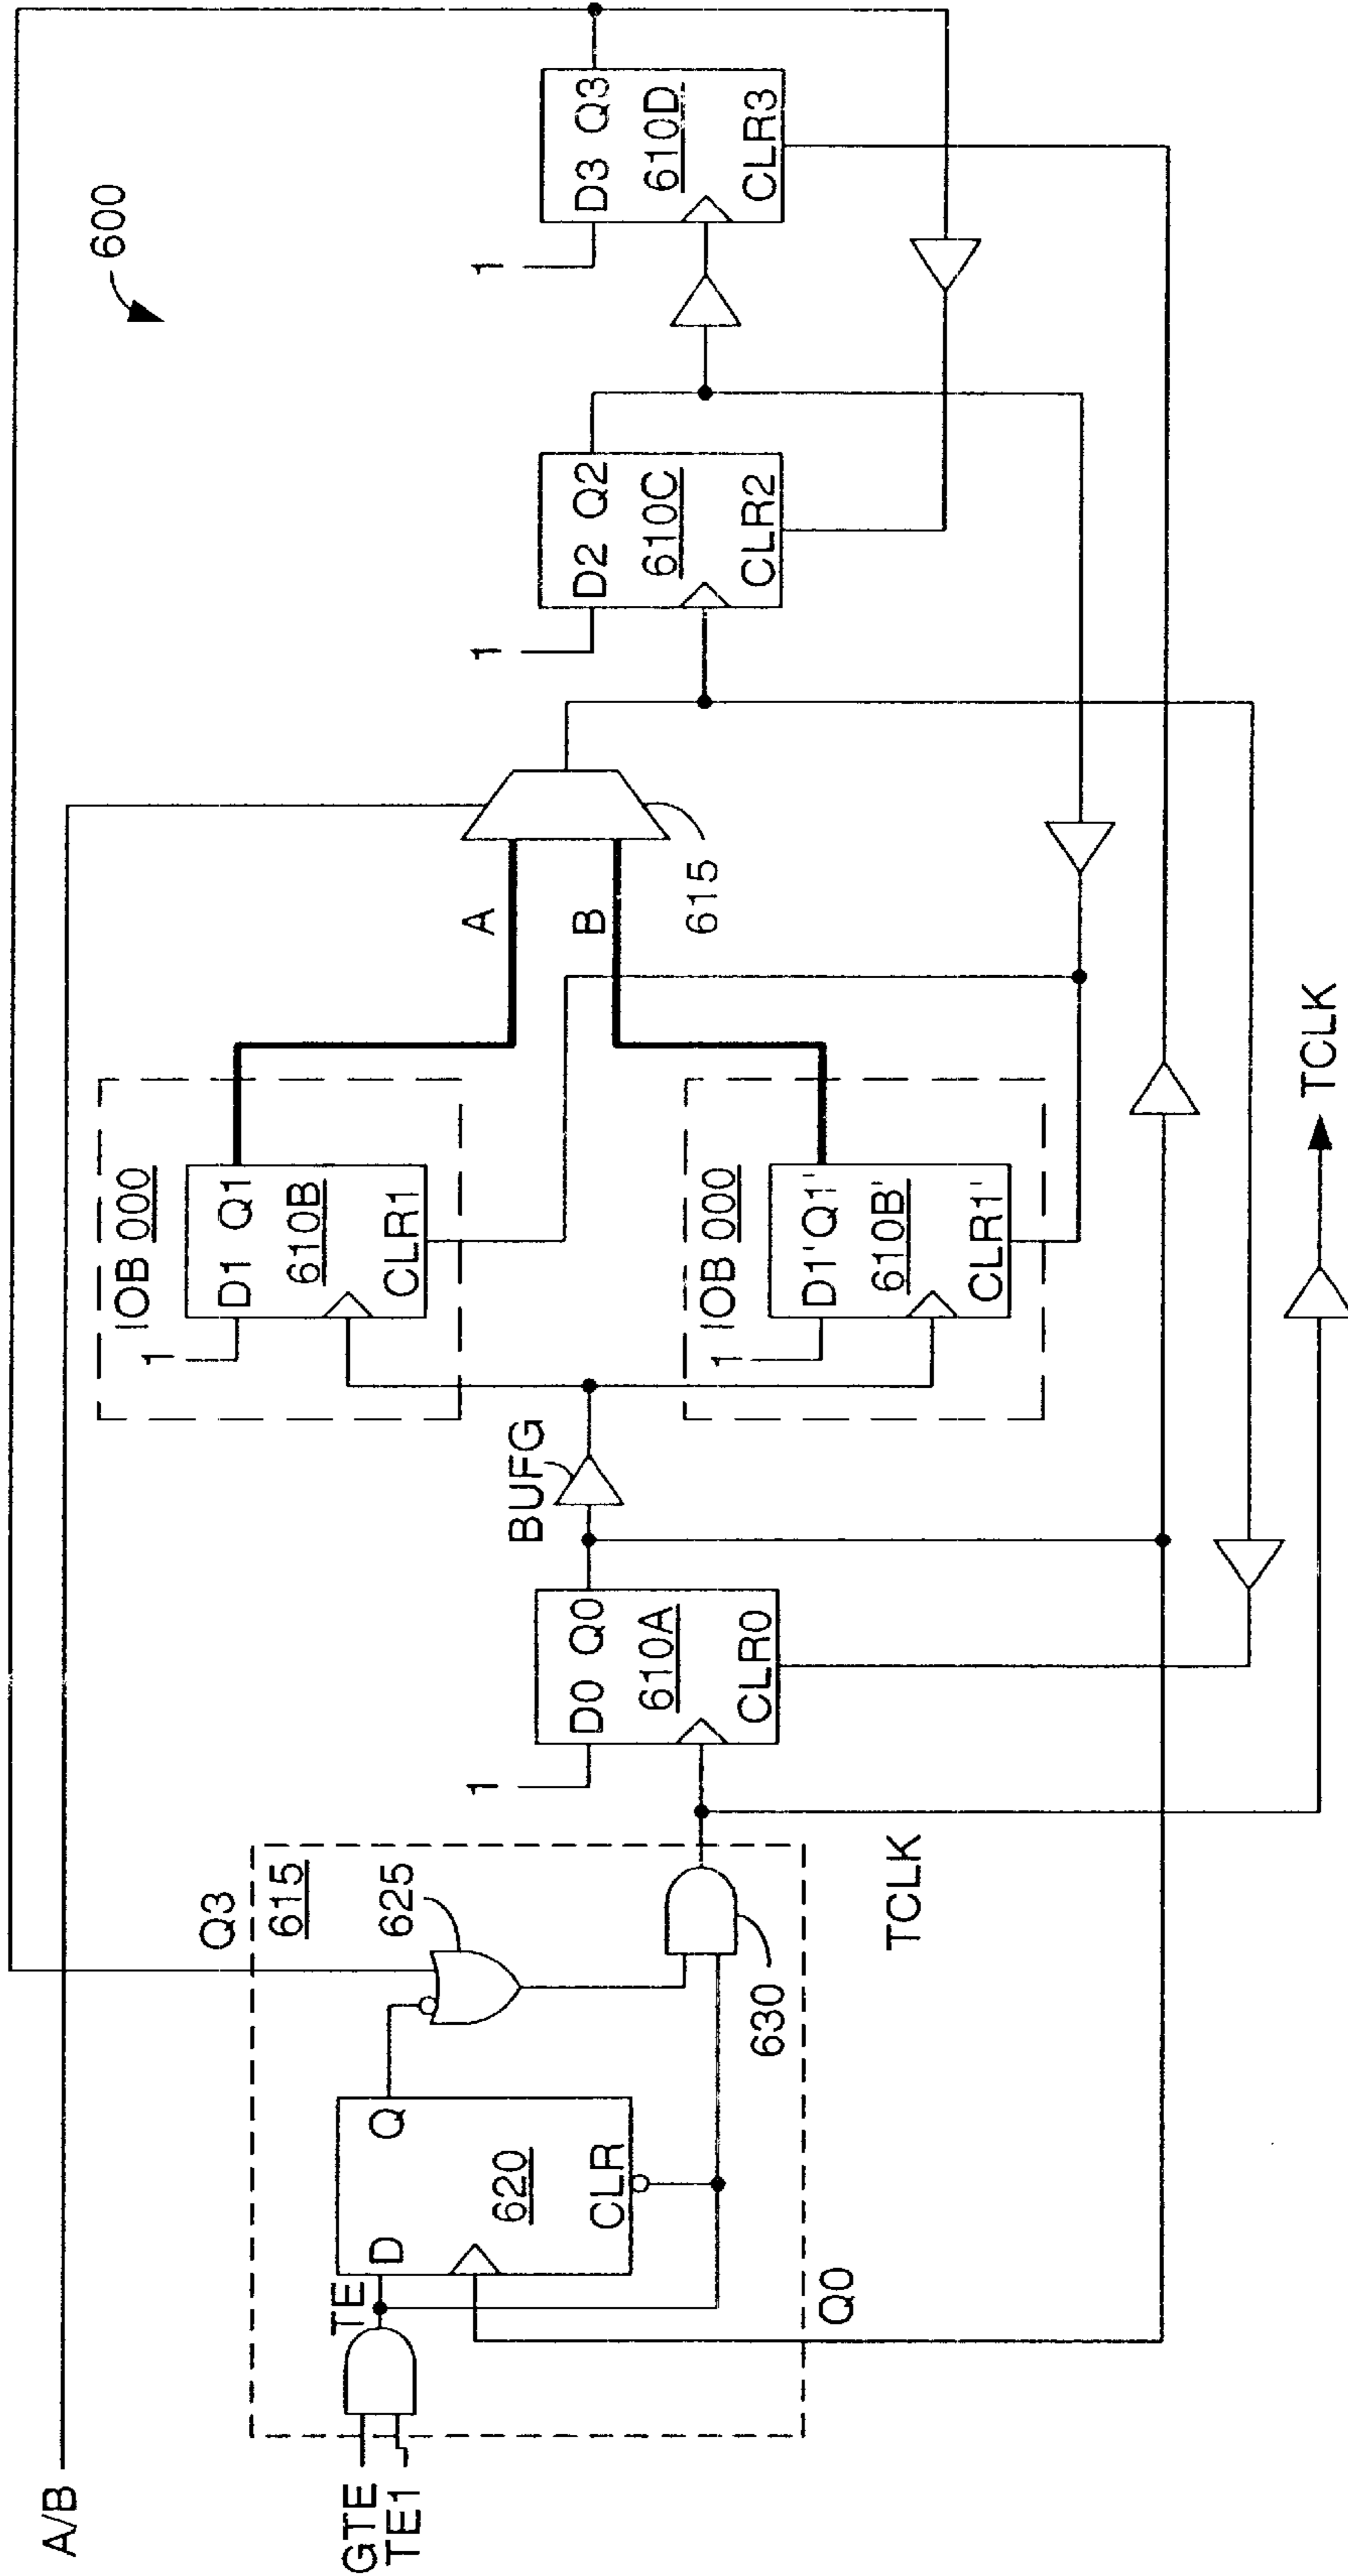 600
A/B
GTE
TE1
TE
D
Q
620
CLR
Q0
Q3
615
625
630
TCLK
1
D0 Q0
610A
CLR0
BUFG
IOB 000
1
D1 Q1
610B
CLR1
IOB 000
1
D1' Q1'
610B'
CLR1'
A
B
615
1
D2 Q2
610C
CLR2
1
D3 Q3
610D
CLR3
TCLK